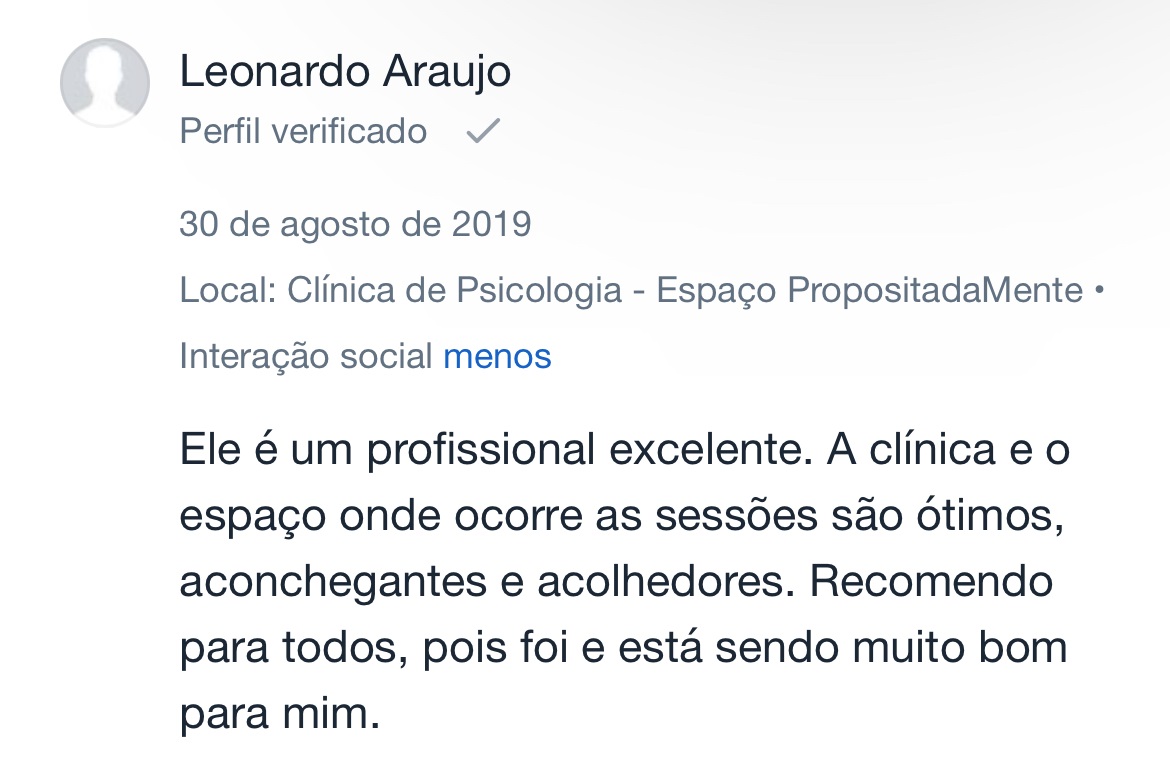 Leonardo Araujo
Perfil verificado
30 de agosto de 2019
Local: Clínica de Psicologia - Espaço PropositadaMente •
Interação social menos
Ele é um profissional excelente. A clínica e o
espaço onde ocorre as sessões são ótimos,
aconchegantes e acolhedores. Recomendo
para todos, pois foi e está sendo muito bom
para mim.